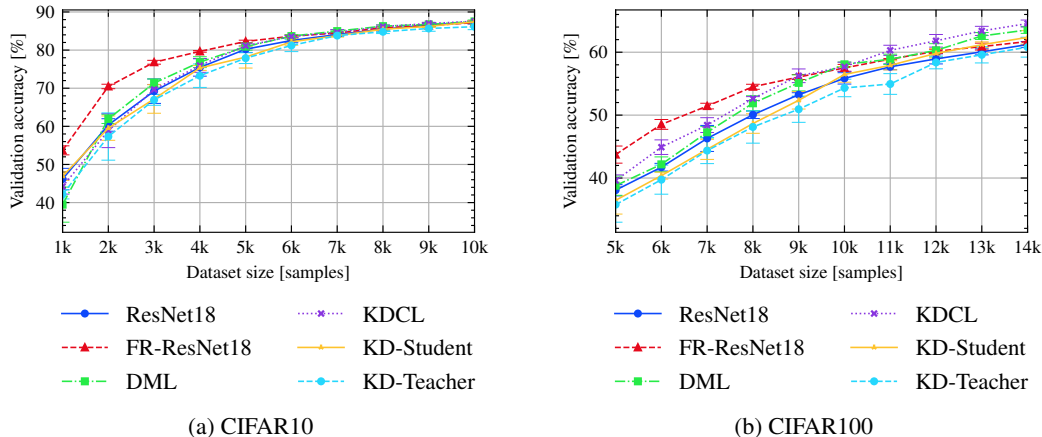 90
80
70
60
50
40
Validation accuracy [%]
1k 2k 3k 4k 5k 6k 7k 8k 9k 10k
Dataset size [samples]
ResNet18 KDCL
FR-ResNet18 KD-Student
DML KD-Teacher
(a) CIFAR10
60
50
40
Validation accuracy [%]
5k 6k 7k 8k 9k 10k 11k 12k 13k 14k
Dataset size [samples]
ResNet18 KDCL
FR-ResNet18 KD-Student
DML KD-Teacher
(b) CIFAR100